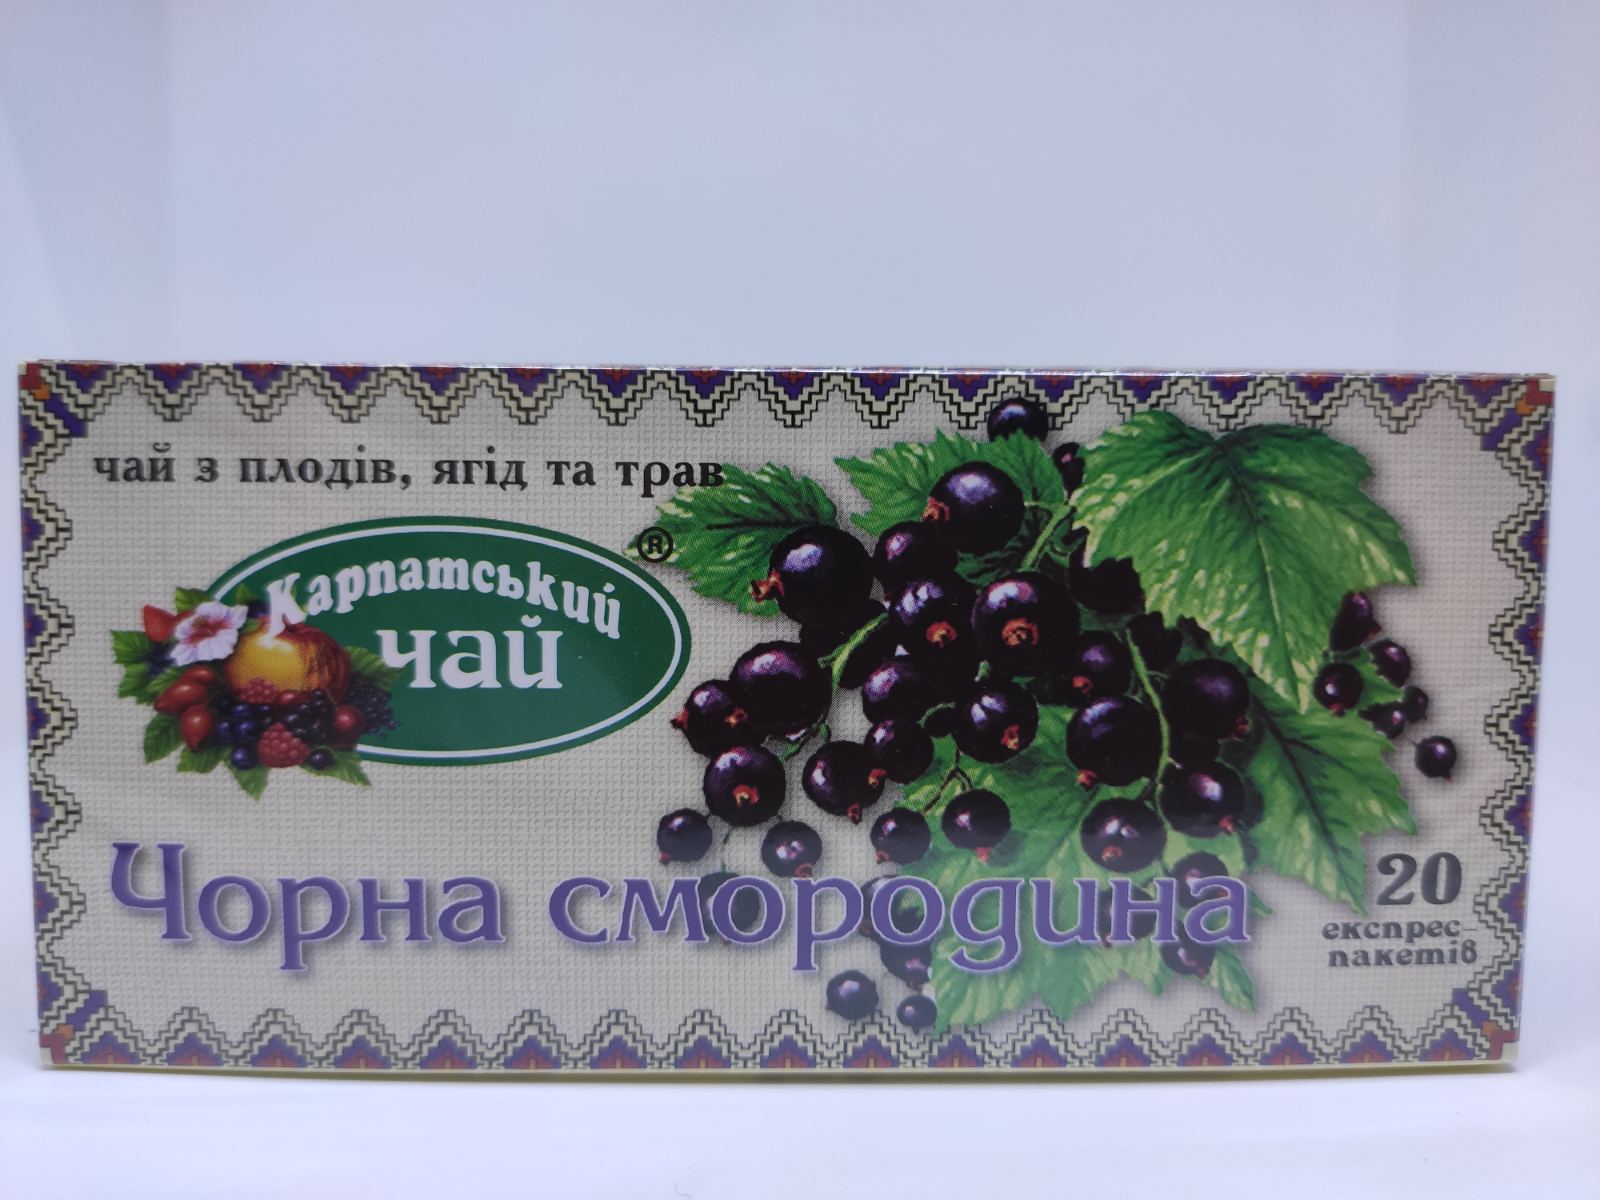 чай з плодів, ягід та трав
®
Карпатський
чай
Чорна смородина
20
експрес-
пакетів